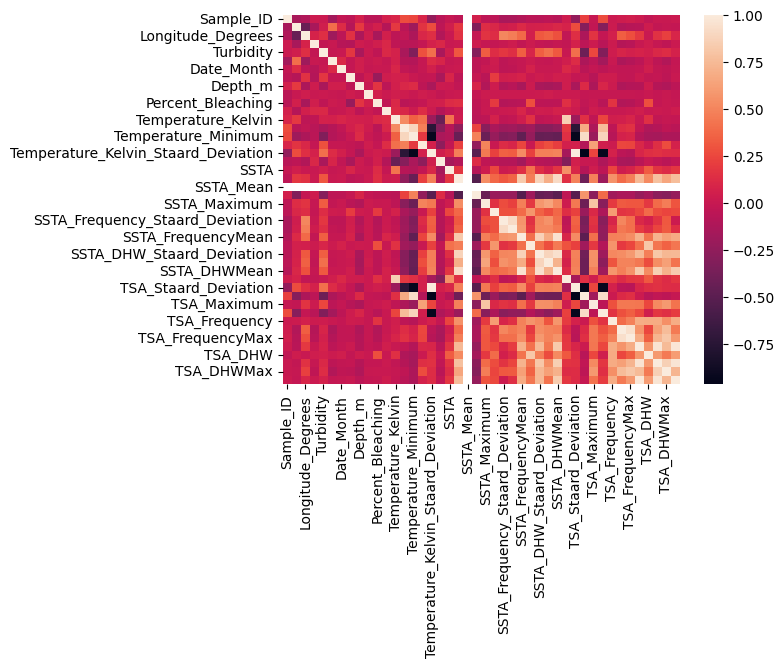 Sample_ID
Longitude_Degrees
Turbidity
Date_Month
Depth_m
Percent_Bleaching
Temperature_Kelvin
Temperature_Minimum
Temperature_Kelvin_Staard_Deviation
SSTA
SSTA_Mean
SSTA_Maximum
SSTA_Frequency_Staard_Deviation
SSTA_FrequencyMean
SSTA_DHW_Staard_Deviation
SSTA_DHWMean
TSA_Staard_Deviation
TSA_Maximum
TSA_Frequency
TSA_FrequencyMax
TSA_DHW
TSA_DHWMax
Sample_ID
Longitude_Degrees
Turbidity
Date_Month
Depth_m
Percent_Bleaching
Temperature_Kelvin
Temperature_Minimum
Temperature_Kelvin_Staard_Deviation
SSTA
SSTA_Mean
SSTA_Maximum
SSTA_Frequency_Staard_Deviation
SSTA_FrequencyMean
SSTA_DHW_Staard_Deviation
SSTA_DHWMean
TSA_Staard_Deviation
TSA_Maximum
TSA_Frequency
TSA_FrequencyMax
TSA_DHW
TSA_DHWMax
1.00
0.75
0.50
0.25
0.00
−0.25
−0.50
−0.75